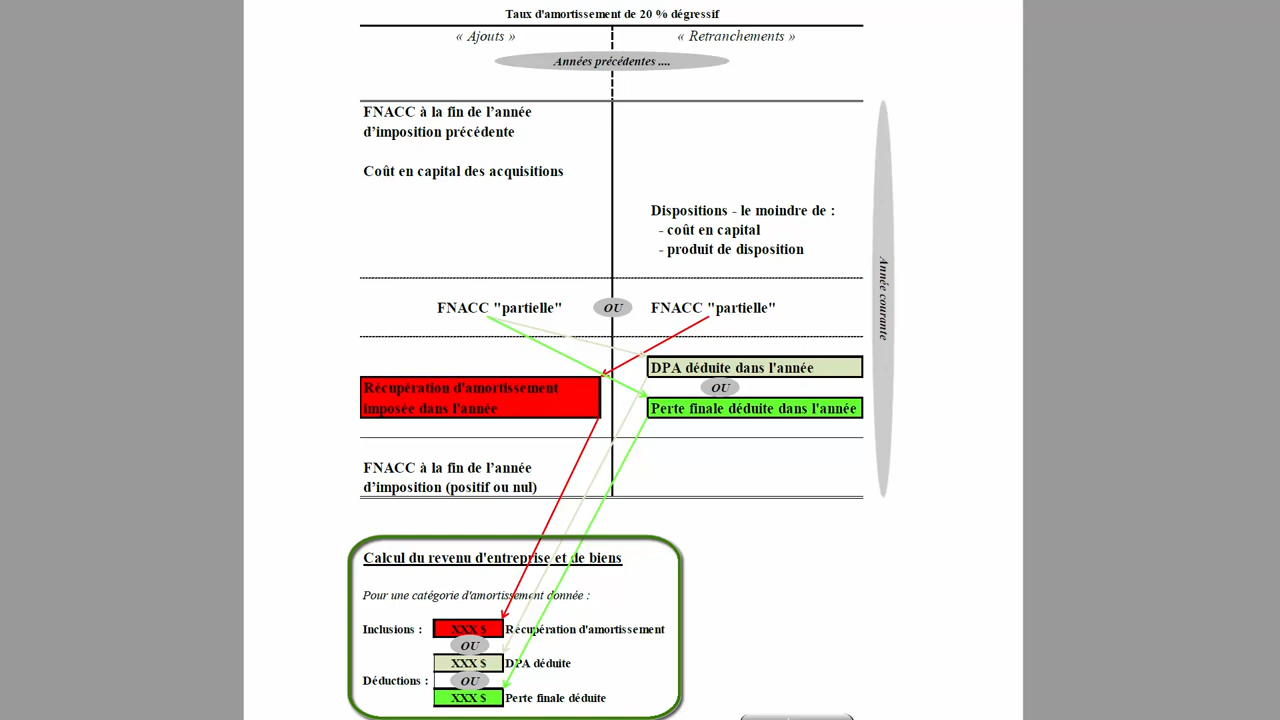 Taux d'amortissement de 20 % dégressif
« Ajouts »
« Retranchements »
Années précédentes ....
FNACC à la fin de l'année
d'imposition précédente
Coût en capital des acquisitions
Dispositions - le moindre de :
- coût en capital
- produit de disposition
Année courante
FNACC "partielle"
OU
FNACC "partielle"
DPA déduite dans l'année
OU
Récupération d'amortissement
imposée dans l'année
Perte finale déduite dans l'année
FNACC à la fin de l'année
d'imposition (positif ou nul)
Calcul du revenu d'entreprise et de biens
Pour une catégorie d'amortissement donnée :
Inclusions :
XXX $
Récupération d'amortissement
OU
XXX $
DPA déduite
Déductions :
OU
XXX $
Perte finale déduite